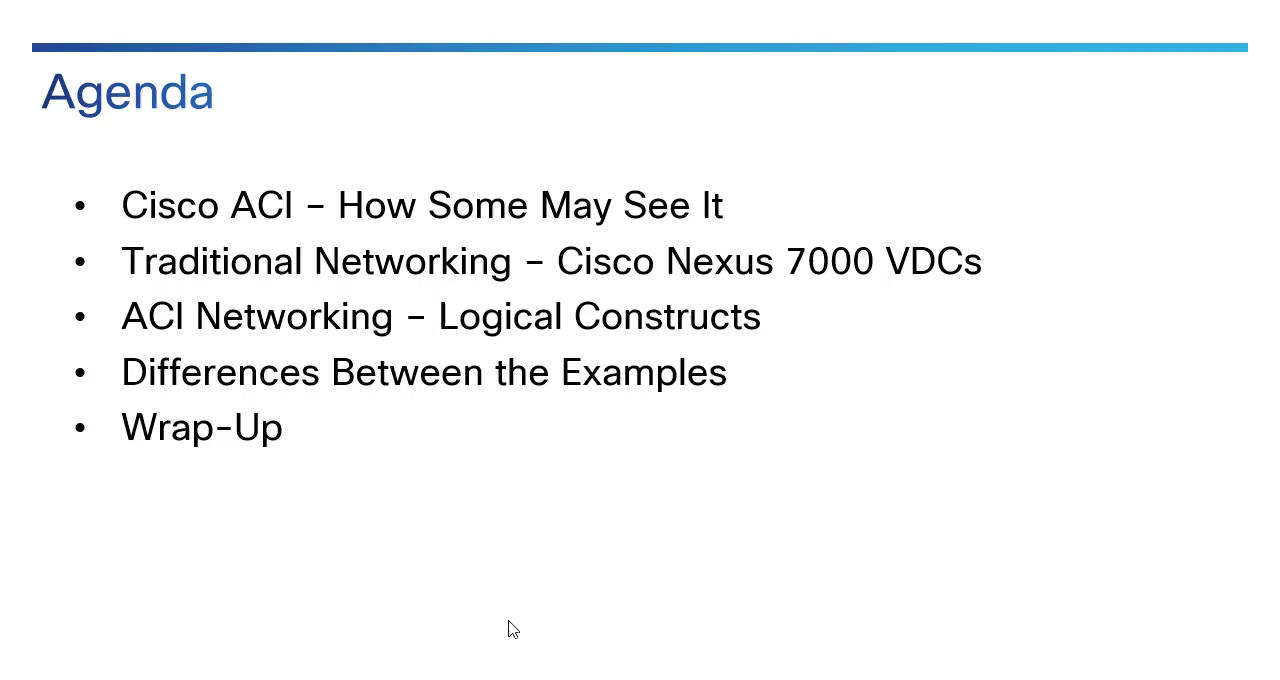 Agenda
• Cisco ACI – How Some May See It
• Traditional Networking – Cisco Nexus 7000 VDCs
• ACI Networking – Logical Constructs
• Differences Between the Examples
• Wrap-Up